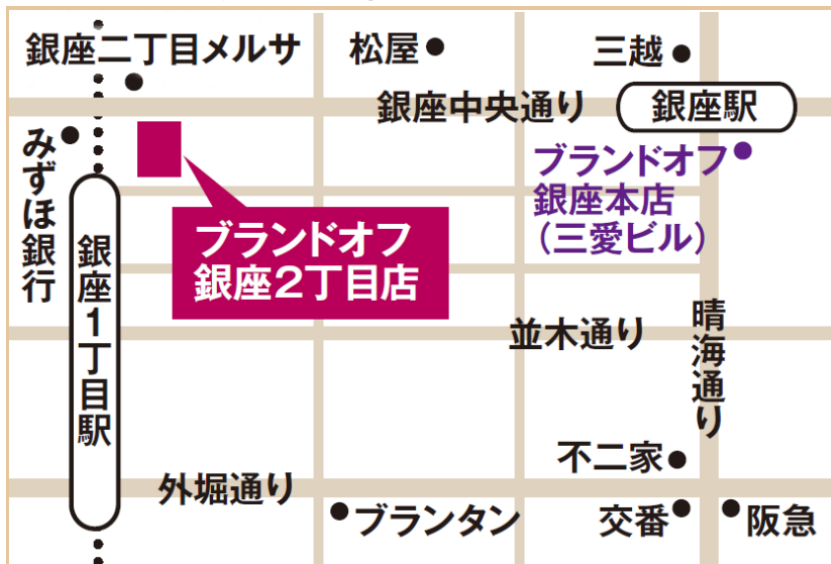 銀座二丁目メルサ
松屋
三越
銀座中央通り
銀座駅
みずほ銀行
ブランドオフ
銀座本店
(三愛ビル)
ブランドオフ
銀座2丁目店
銀座1丁目駅
並木通り
晴海通り
不二家
外堀通り
ブランタン
交番
阪急